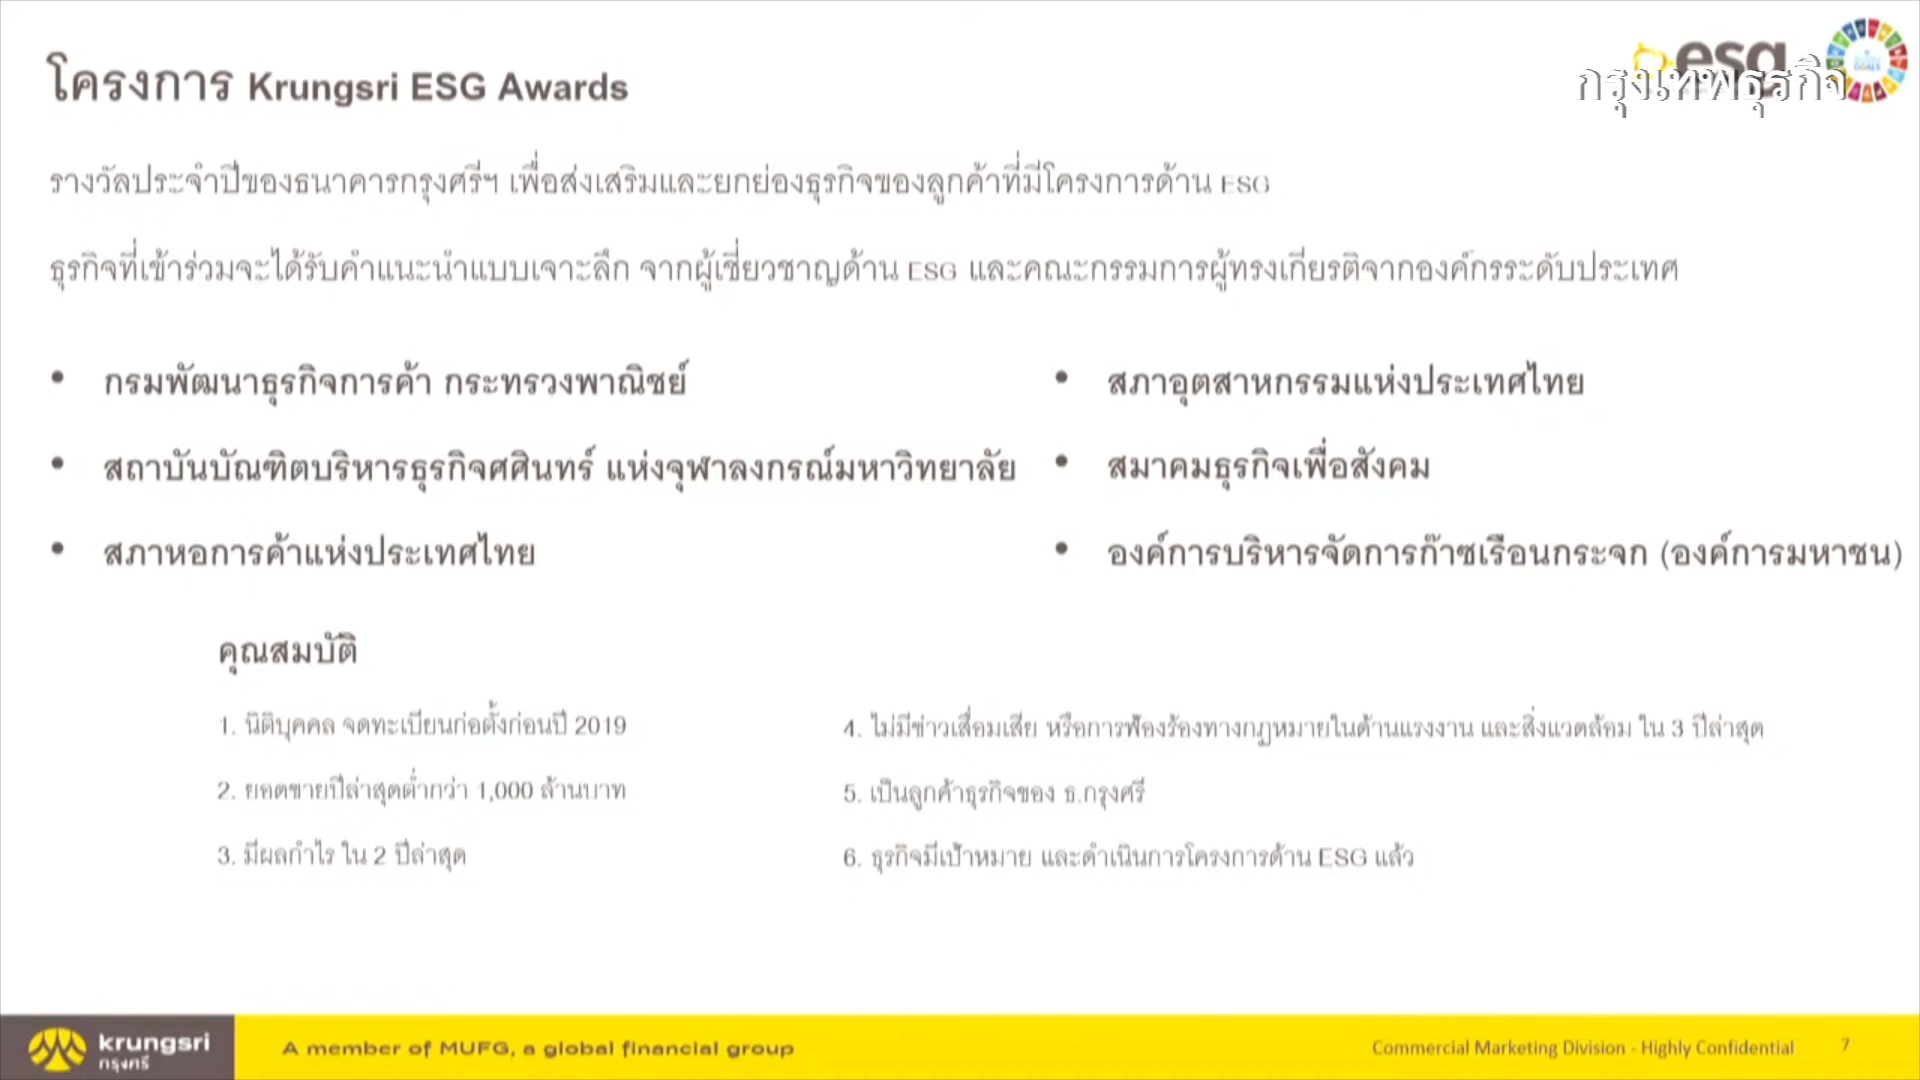 โครงการ Krungsri ESG Awards
esg
กรุงเทพธุรกิจ
รางวัลประจำปีของธนาคารกรุงศรีฯ เพื่อส่งเสริมและยกย่องธุรกิจของลูกค้าที่มีโครงการด้าน ESG
ธุรกิจที่เข้าร่วมจะได้รับคำแนะนำแบบเจาะลึก จากผู้เชี่ยวชาญด้าน ESG และคณะกรรมการผู้ทรงเกียรติจากองค์กรระดับประเทศ
• กรมพัฒนาธุรกิจการค้า กระทรวงพาณิชย์
• สถาบันบัณฑิตบริหารธุรกิจศศินทร์ แห่งจุฬาลงกรณ์มหาวิทยาลัย
• สภาหอการค้าแห่งประเทศไทย
• สภาอุตสาหกรรมแห่งประเทศไทย
• สมาคมธุรกิจเพื่อสังคม
• องค์การบริหารจัดการก๊าซเรือนกระจก (องค์การมหาชน)
คุณสมบัติ
1. นิติบุคคล จดทะเบียนก่อตั้งก่อนปี 2019
2. ยอดขายปีล่าสุดต่ำกว่า 1,000 ล้านบาท
3. มีผลกำไร ใน 2 ปีล่าสุด
4. ไม่มีข่าวเสื่อมเสีย หรือการฟ้องร้องทางกฎหมายในด้านแรงงาน และสิ่งแวดล้อม ใน 3 ปีล่าสุด
5. เป็นลูกค้าธุรกิจของ ธ.กรุงศรี
6. ธุรกิจมีเป้าหมาย และดำเนินการโครงการด้าน ESG แล้ว
krungsri
กรุงศรี
A member of MUFG, a global financial group
Commercial Marketing Division - Highly Confidential
7